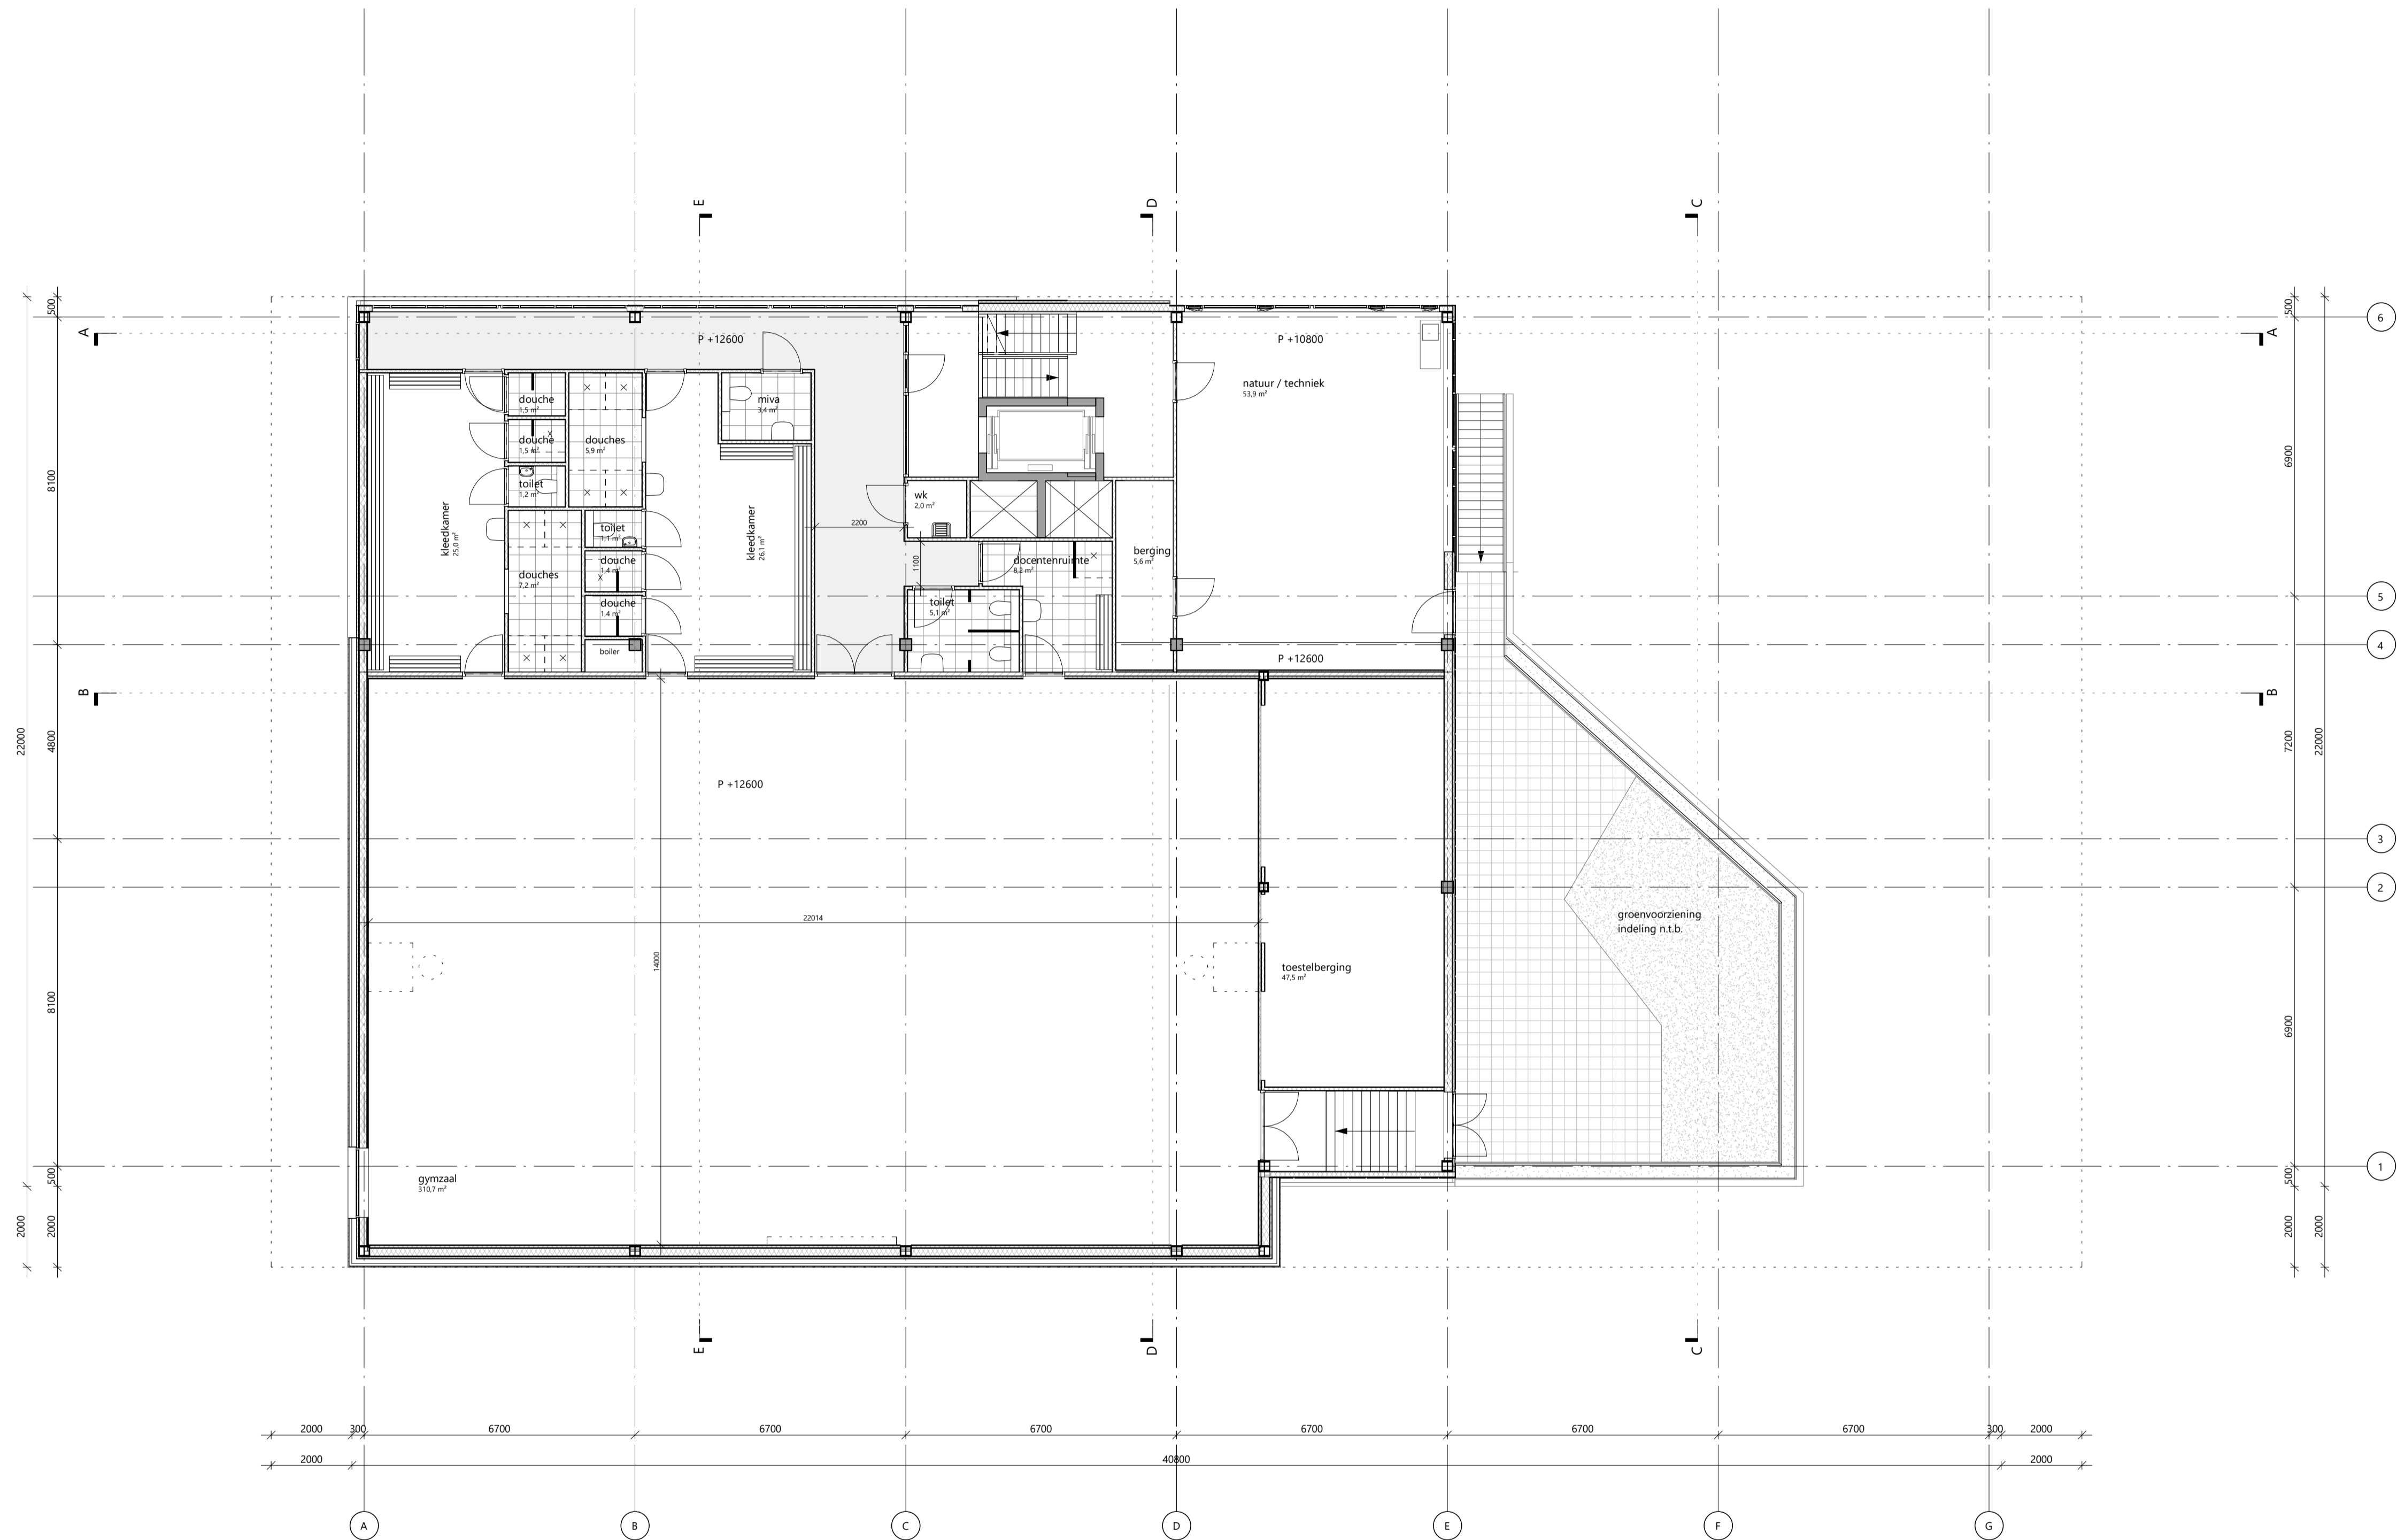 E
D
C
500
500
6
A
A
P +12600
P +10800
natuur / techniek
53,9 m²
douche
1,5 m²
miva
3,4 m²
douche
1,5 m²
douches
5,9 m²
8100
6900
toilet
1,2 m²
wk
2,0 m²
kleedkamer
25,0 m²
kleedkamer
26,1 m²
2200
toilet
1,1 m²
berging
5,6 m²
douche
1,4 m²
1100
docentenruimte
8,2 m²
douches
7,2 m²
douche
1,4 m²
toilet
5,1 m²
5
boiler
4
P +12600
B
B
22000
4800
7200
22000
P +12600
3
2
22014
groenvoorziening
indeling n.t.b.
14000
toestelberging
47,5 m²
8100
6900
gymzaal
310,7 m²
500
500
1
2000
2000
2000
2000
E
D
C
2000
300
6700
6700
6700
6700
6700
6700
300
2000
2000
40800
2000
A
B
C
D
E
F
G